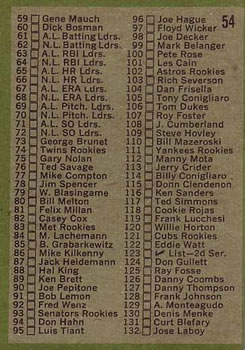 54
59 □ Gene Mauch
60 □ Dick Bosman
61 □ A.L. Batting Ldrs.
62 □ N.L. Batting Ldrs.
63 □ A.L. RBI Ldrs.
64 □ N.L. RBI Ldrs.
65 □ A.L. HR Ldrs.
66 □ N.L. HR Ldrs.
67 □ A.L. ERA Ldrs.
68 □ N.L. ERA Ldrs.
69 □ A.L. Pitch. Ldrs.
70 □ N.L. Pitch. Ldrs.
71 □ A.L. SO Ldrs.
72 □ N.L. SO Ldrs.
73 □ George Brunet
74 □ Twins Rookies
75 □ Gary Nolan
76 □ Ted Savage
77 □ Mike Compton
78 □ Jim Spencer
79 □ W. Blasingame
80 □ Bill Melton
81 □ Felix Millan
82 □ Casey Cox
83 □ Met Rookies
84 □ M. Lachemann
85 □ B. Grabarkewitz
86 □ Mike Kilkenny
87 □ Jack Heidemann
88 □ Hal King
89 □ Ken Brett
90 □ Joe Pepitone
91 □ Bob Lemon
92 □ Fred Wenz
93 □ Senators Rookies
94 □ Don Hahn
95 □ Luis Tiant
96 □ Joe Hague
97 □ Floyd Wicker
98 □ Joe Decker
99 □ Mark Belanger
100 □ Pete Rose
101 □ Les Cain
102 □ Astros Rookies
103 □ Rich Severson
104 □ Dan Frisella
105 □ Tony Conigliaro
106 □ Tom Dukes
107 □ Roy Foster
108 □ J. Cumberland
109 □ Steve Hovley
110 □ Bill Mazeroski
111 □ Yankees Rookies
112 □ Manny Mota
113 □ Jerry Crider
114 □ Billy Conigliaro
115 □ Donn Clendenon
116 □ Ken Sanders
117 □ Ted Simmons
118 □ Cookie Rojas
119 □ Frank Lucchesi
120 □ Willie Horton
121 □ Cubs Rookies
122 □ Eddie Watt
123 ✓ List—2d Ser.
124 □ Don Gullett
125 □ Ray Fosse
126 □ Danny Coombs
127 □ Danny Thompson
128 □ Frank Johnson
129 □ A. Monteagudo
130 □ Denis Menke
131 □ Curt Blefary
132 □ Jose Laboy